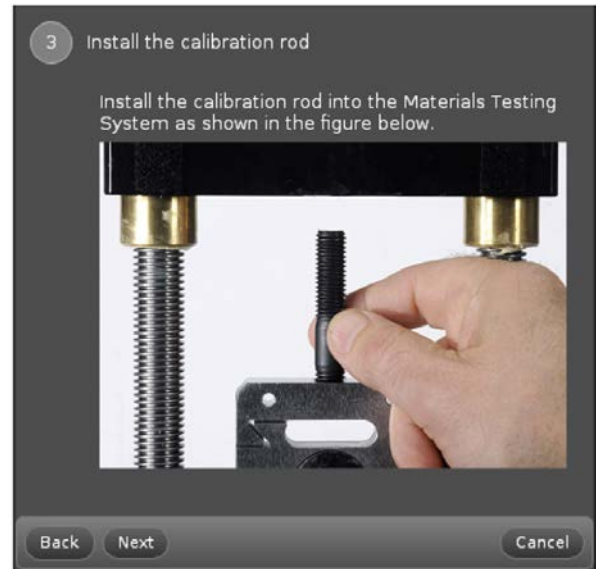 3 Install the calibration rod
Install the calibration rod into the Materials Testing
System as shown in the figure below.
Back Next Cancel